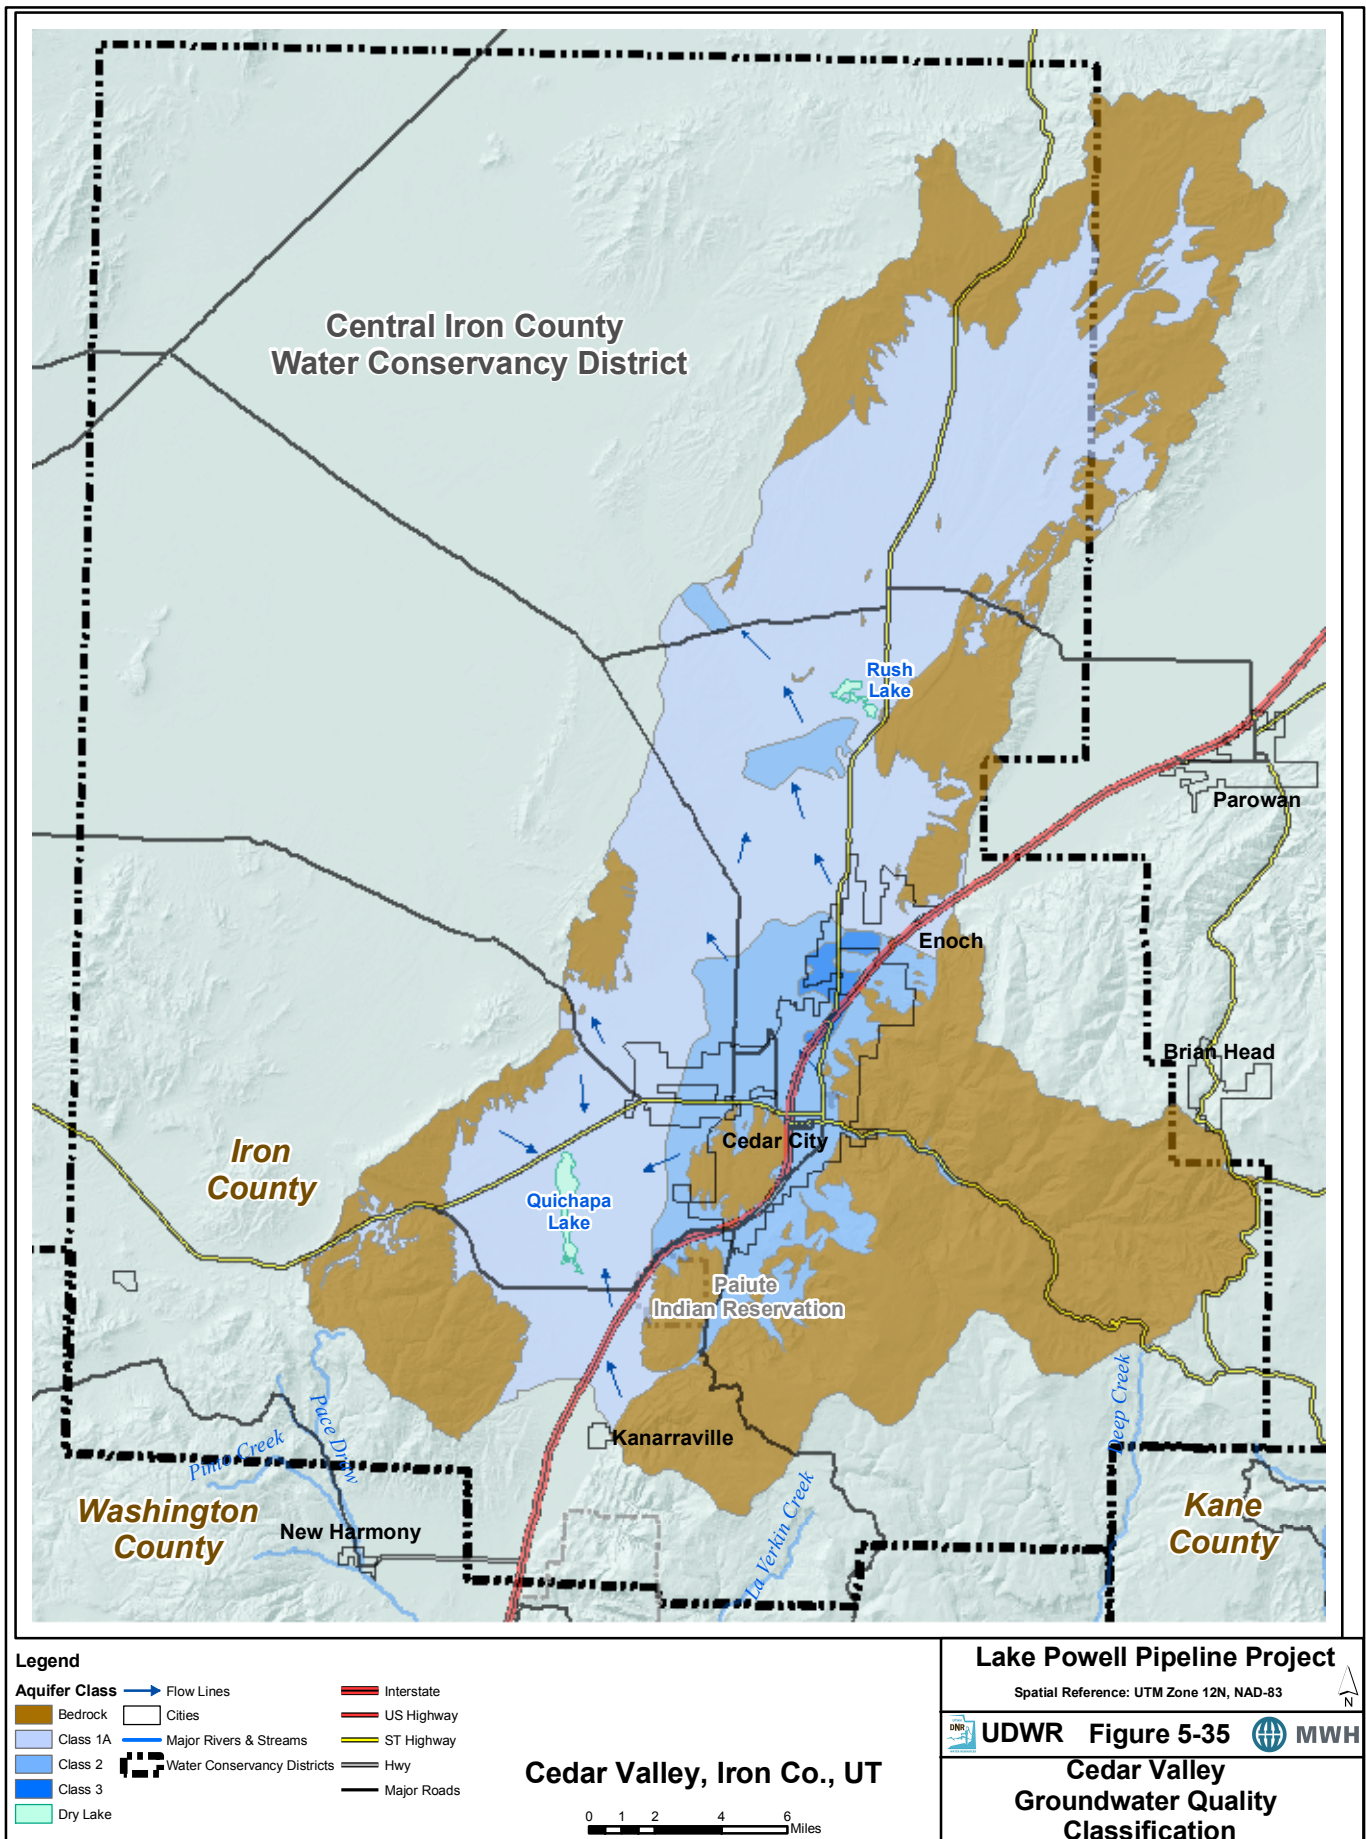 Central Iron County
Water Conservancy District
Rush
Lake
Parowan
Enoch
Brian Head
Iron
County
Cedar City
Quichapa
Lake
Paiute
Indian Reservation
Deep Creek
Pace Draw
Pinto Creek
Kanarraville
La Verkin Creek
Washington
County
New Harmony
Kane
County
Legend
Aquifer Class
Bedrock
Class 1A
Class 2
Class 3
Dry Lake
Flow Lines
Cities
Major Rivers & Streams
Water Conservancy Districts
Interstate
US Highway
ST Highway
Hwy
Major Roads
Cedar Valley, Iron Co., UT
0 1 2 4 6
Miles
Lake Powell Pipeline Project
Spatial Reference: UTM Zone 12N, NAD-83
N
DNR
UDWR Figure 5-35 MWH
Cedar Valley
Groundwater Quality
Classification